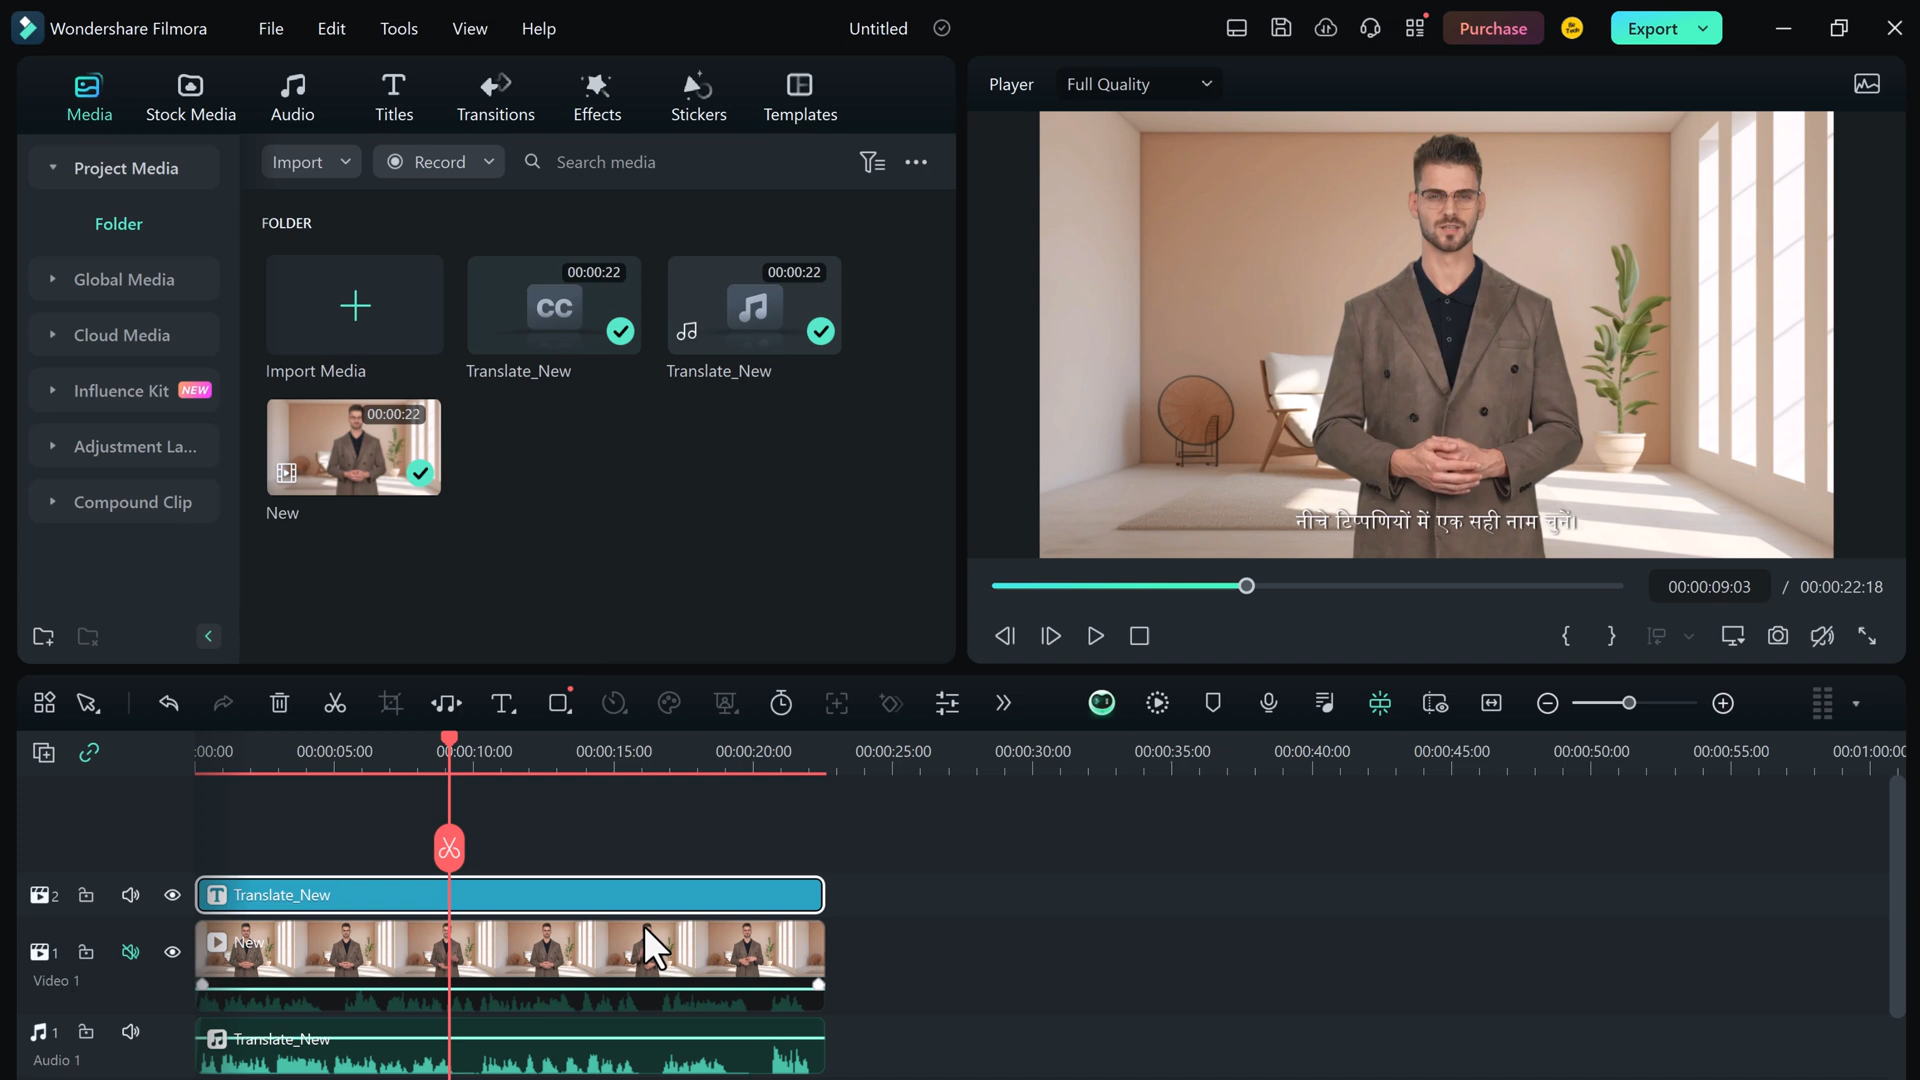 Wondershare Filmora
File
Edit
Tools
View
Help
Untitled
Purchase
Export
Media
Stock Media
Audio
Titles
Transitions
Effects
Stickers
Templates
Player
Full Quality
Project Media
Folder
Global Media
Cloud Media
Influence Kit NEW
Adjustment La...
Compound Clip
Import
Record
Search media
FOLDER
00:00:22
CC
00:00:22
Import Media
Translate_New
Translate_New
00:00:22
New
नीचे टिप्पणियों में एक सही नाम चुनें।
00:00:09:03 / 00:00:22:18
:00:00
00:00:05:00
00:00:10:00
00:00:15:00
00:00:20:00
00:00:25:00
00:00:30:00
00:00:35:00
00:00:40:00
00:00:45:00
00:00:50:00
00:00:55:00
00:01:00:00
2
Translate_New
1
New
Video 1
1
Translate_New
Audio 1